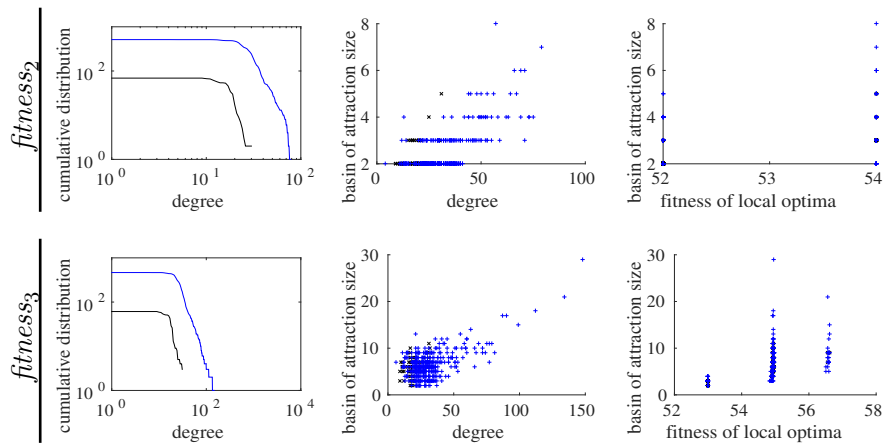 fitness2
cumulative distribution
10^2
10^0
10^0
10^1
10^2
degree
basin of attraction size
8
6
4
2
0
50
100
degree
basin of attraction size
8
6
4
2
52
53
54
fitness of local optima
fitness3
cumulative distribution
10^2
10^0
10^0
10^2
10^4
degree
basin of attraction size
30
20
10
0
0
50
100
150
degree
basin of attraction size
30
20
10
0
52
54
56
58
fitness of local optima